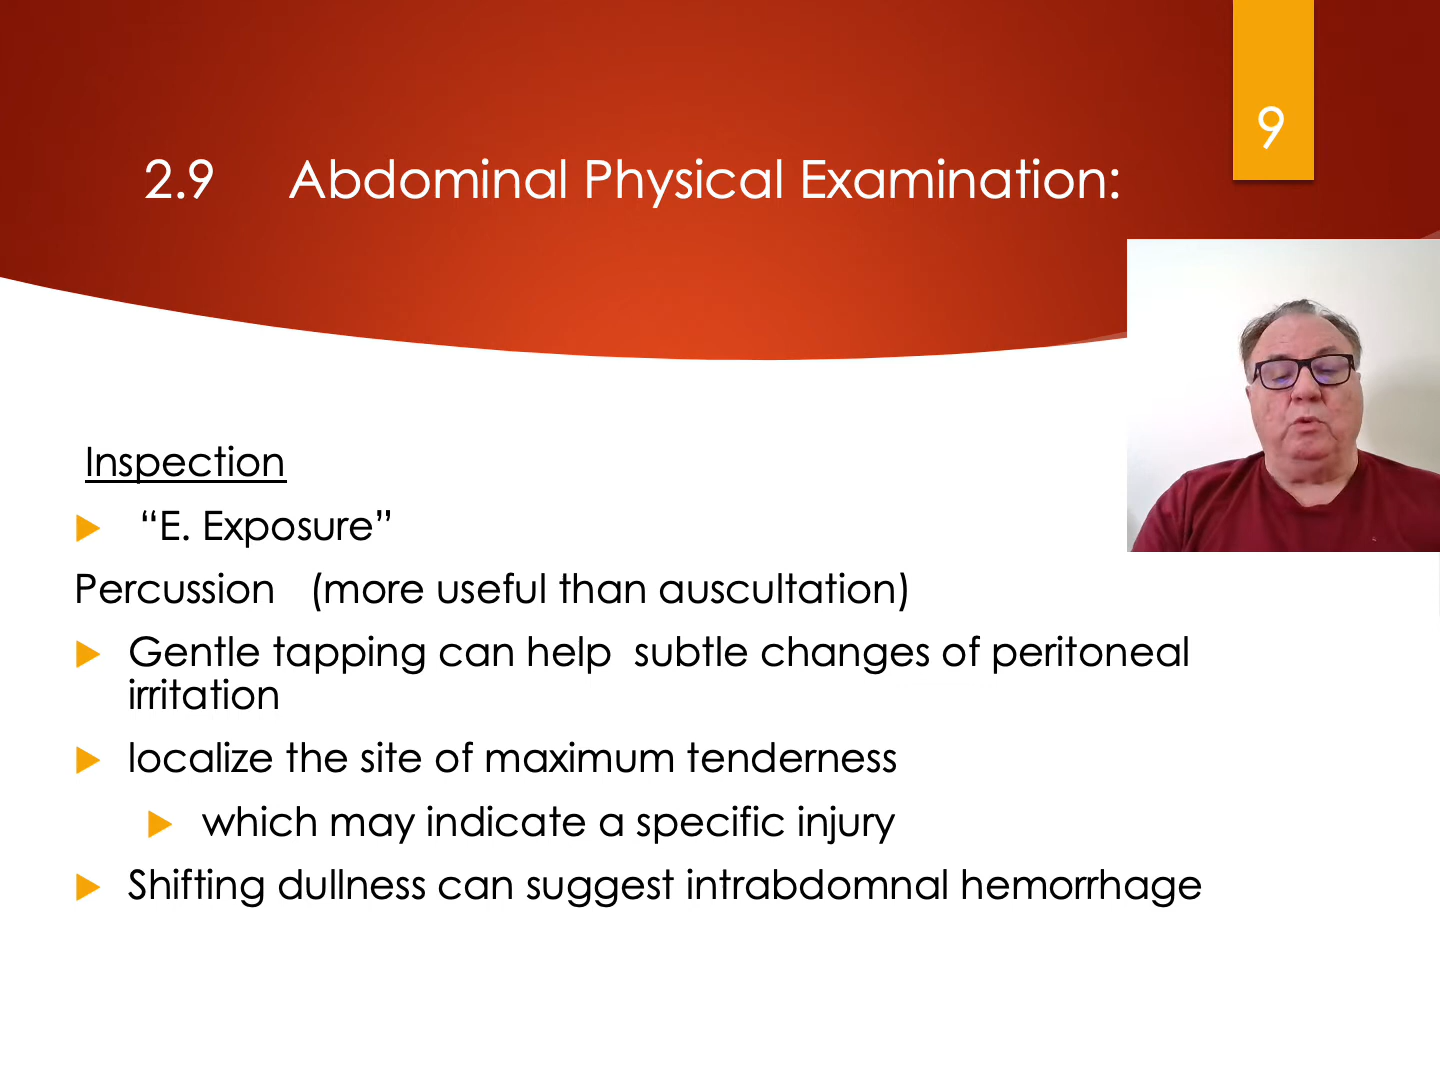 9
2.9 Abdominal Physical Examination:
Inspection
“E. Exposure”
Percussion (more useful than auscultation)
Gentle tapping can help subtle changes of peritoneal
irritation
localize the site of maximum tenderness
which may indicate a specific injury
Shifting dullness can suggest intrabdomnal hemorrhage